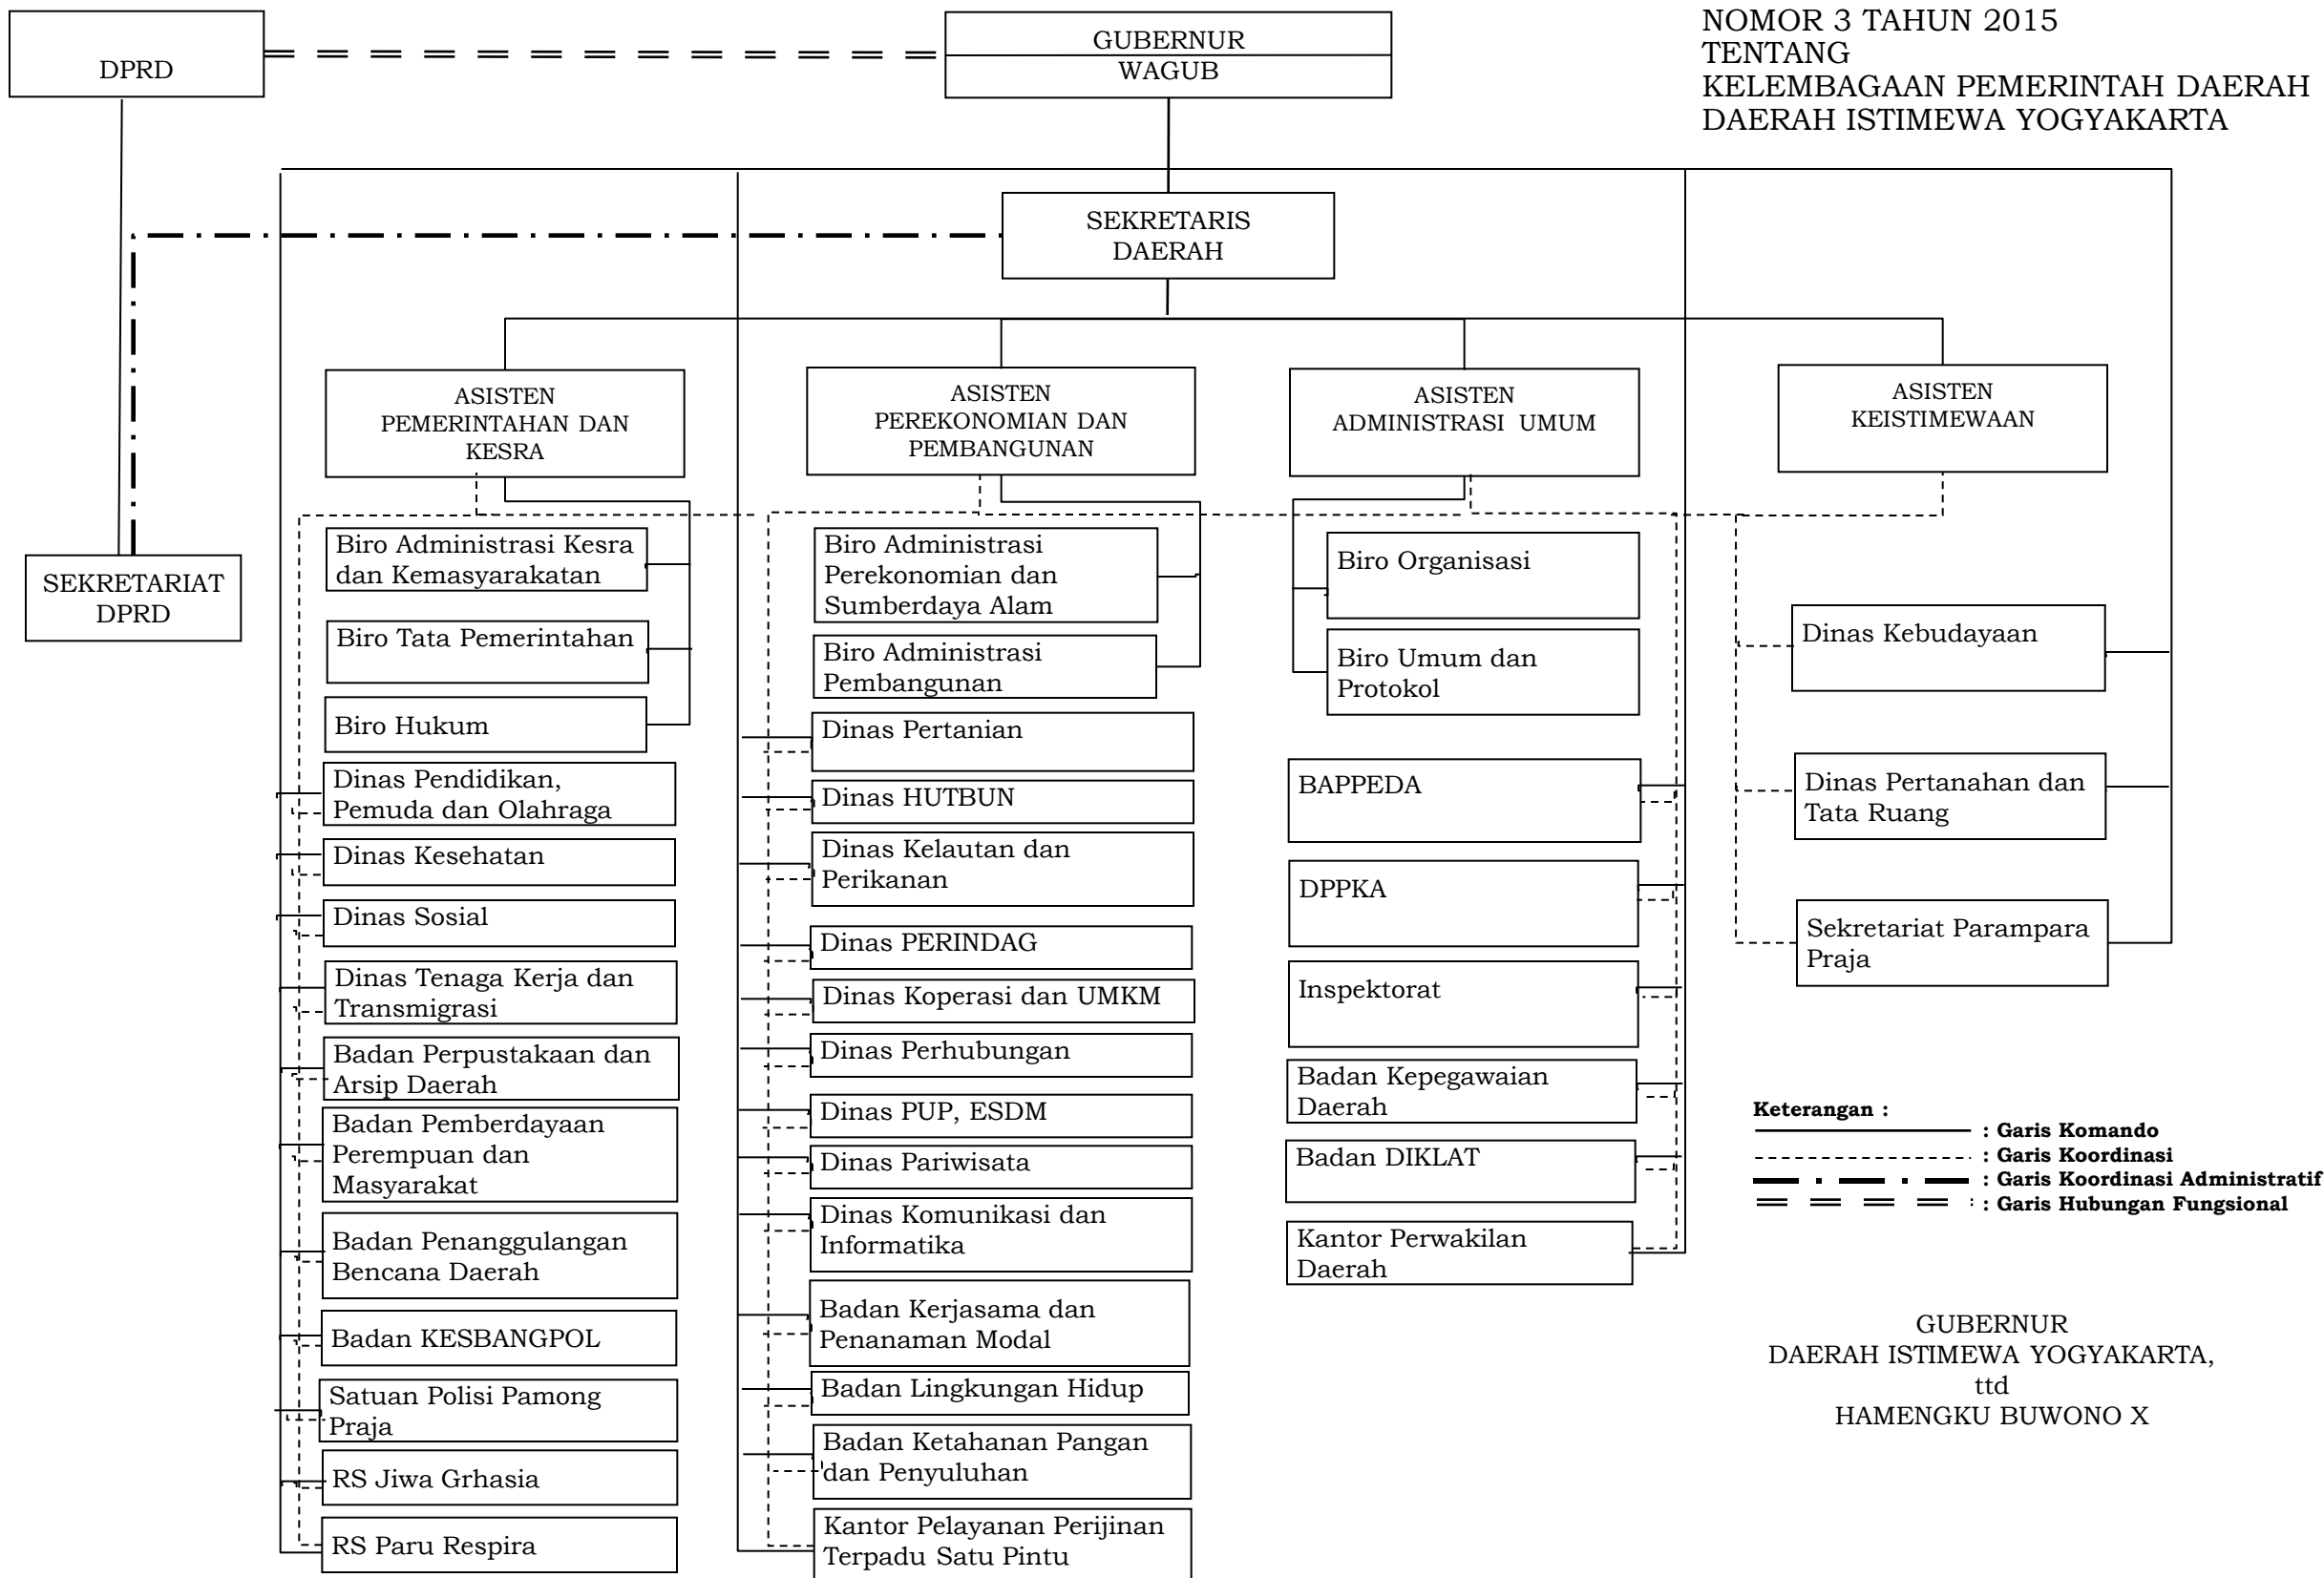 NOMOR 3 TAHUN 2015
TENTANG
KELEMBAGAAN PEMERINTAH DAERAH
DAERAH ISTIMEWA YOGYAKARTA
DPRD
GUBERNUR
WAGUB
SEKRETARIS
DAERAH
SEKRETARIAT
DPRD
ASISTEN
PEMERINTAHAN DAN
KESRA
Biro Administrasi Kesra
dan Kemasyarakatan
Biro Tata Pemerintahan
Biro Hukum
Dinas Pendidikan,
Pemuda dan Olahraga
Dinas Kesehatan
Dinas Sosial
Dinas Tenaga Kerja dan
Transmigrasi
Badan Perpustakaan dan
Arsip Daerah
Badan Pemberdayaan
Perempuan dan
Masyarakat
Badan Penanggulangan
Bencana Daerah
Badan KESBANGPOL
Satuan Polisi Pamong
Praja
RS Jiwa Grhasia
RS Paru Respira
ASISTEN
PEREKONOMIAN DAN
PEMBANGUNAN
Biro Administrasi
Perekonomian dan
Sumberdaya Alam
Biro Administrasi
Pembangunan
Dinas Pertanian
Dinas HUTBUN
Dinas Kelautan dan
Perikanan
Dinas PERINDAG
Dinas Koperasi dan UMKM
Dinas Perhubungan
Dinas PUP, ESDM
Dinas Pariwisata
Dinas Komunikasi dan
Informatika
Badan Kerjasama dan
Penanaman Modal
Badan Lingkungan Hidup
Badan Ketahanan Pangan
dan Penyuluhan
Kantor Pelayanan Perijinan
Terpadu Satu Pintu
ASISTEN
ADMINISTRASI UMUM
Biro Organisasi
Biro Umum dan
Protokol
BAPPEDA
DPPKA
Inspektorat
Badan Kepegawaian
Daerah
Badan DIKLAT
Kantor Perwakilan
Daerah
ASISTEN
KEISTIMEWAAN
Dinas Kebudayaan
Dinas Pertanahan dan
Tata Ruang
Sekretariat Parampara
Praja
Keterangan :
: Garis Komando
: Garis Koordinasi
: Garis Koordinasi Administratif
: Garis Hubungan Fungsional
GUBERNUR
DAERAH ISTIMEWA YOGYAKARTA,
ttd
HAMENGKU BUWONO X